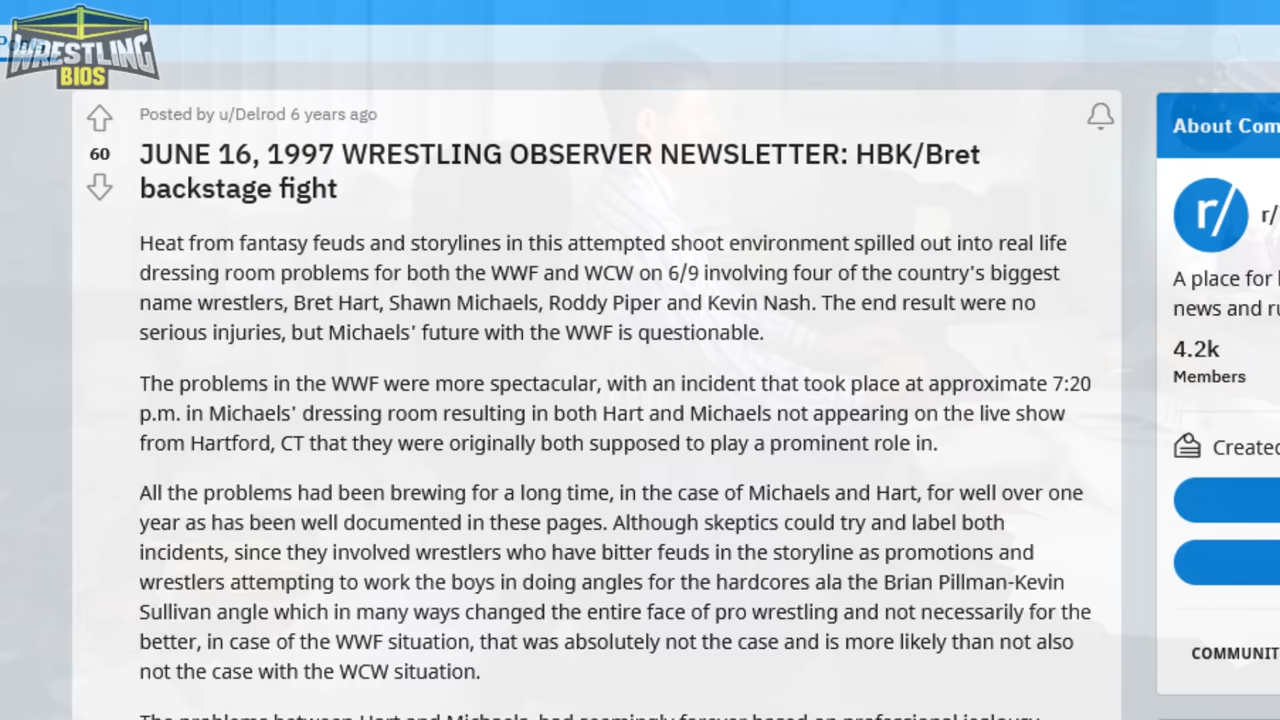 WRESTLING
BIOS
Posted by u/Delrod 6 years ago
60
JUNE 16, 1997 WRESTLING OBSERVER NEWSLETTER: HBK/Bret
backstage fight
Heat from fantasy feuds and storylines in this attempted shoot environment spilled out into real life
dressing room problems for both the WWF and WCW on 6/9 involving four of the country's biggest
name wrestlers, Bret Hart, Shawn Michaels, Roddy Piper and Kevin Nash. The end result were no
serious injuries, but Michaels' future with the WWF is questionable.
The problems in the WWF were more spectacular, with an incident that took place at approximate 7:20
p.m. in Michaels' dressing room resulting in both Hart and Michaels not appearing on the live show
from Hartford, CT that they were originally both supposed to play a prominent role in.
All the problems had been brewing for a long time, in the case of Michaels and Hart, for well over one
year as has been well documented in these pages. Although skeptics could try and label both
incidents, since they involved wrestlers who have bitter feuds in the storyline as promotions and
wrestlers attempting to work the boys in doing angles for the hardcores ala the Brian Pillman-Kevin
Sullivan angle which in many ways changed the entire face of pro wrestling and not necessarily for the
better, in case of the WWF situation, that was absolutely not the case and is more likely than not also
not the case with the WCW situation.
The problems between Hart and Michaels, had seemingly forever based on professional jealousy
About Com
r/
r/
A place for
news and ru
4.2k
Members
Created
COMMUNIT